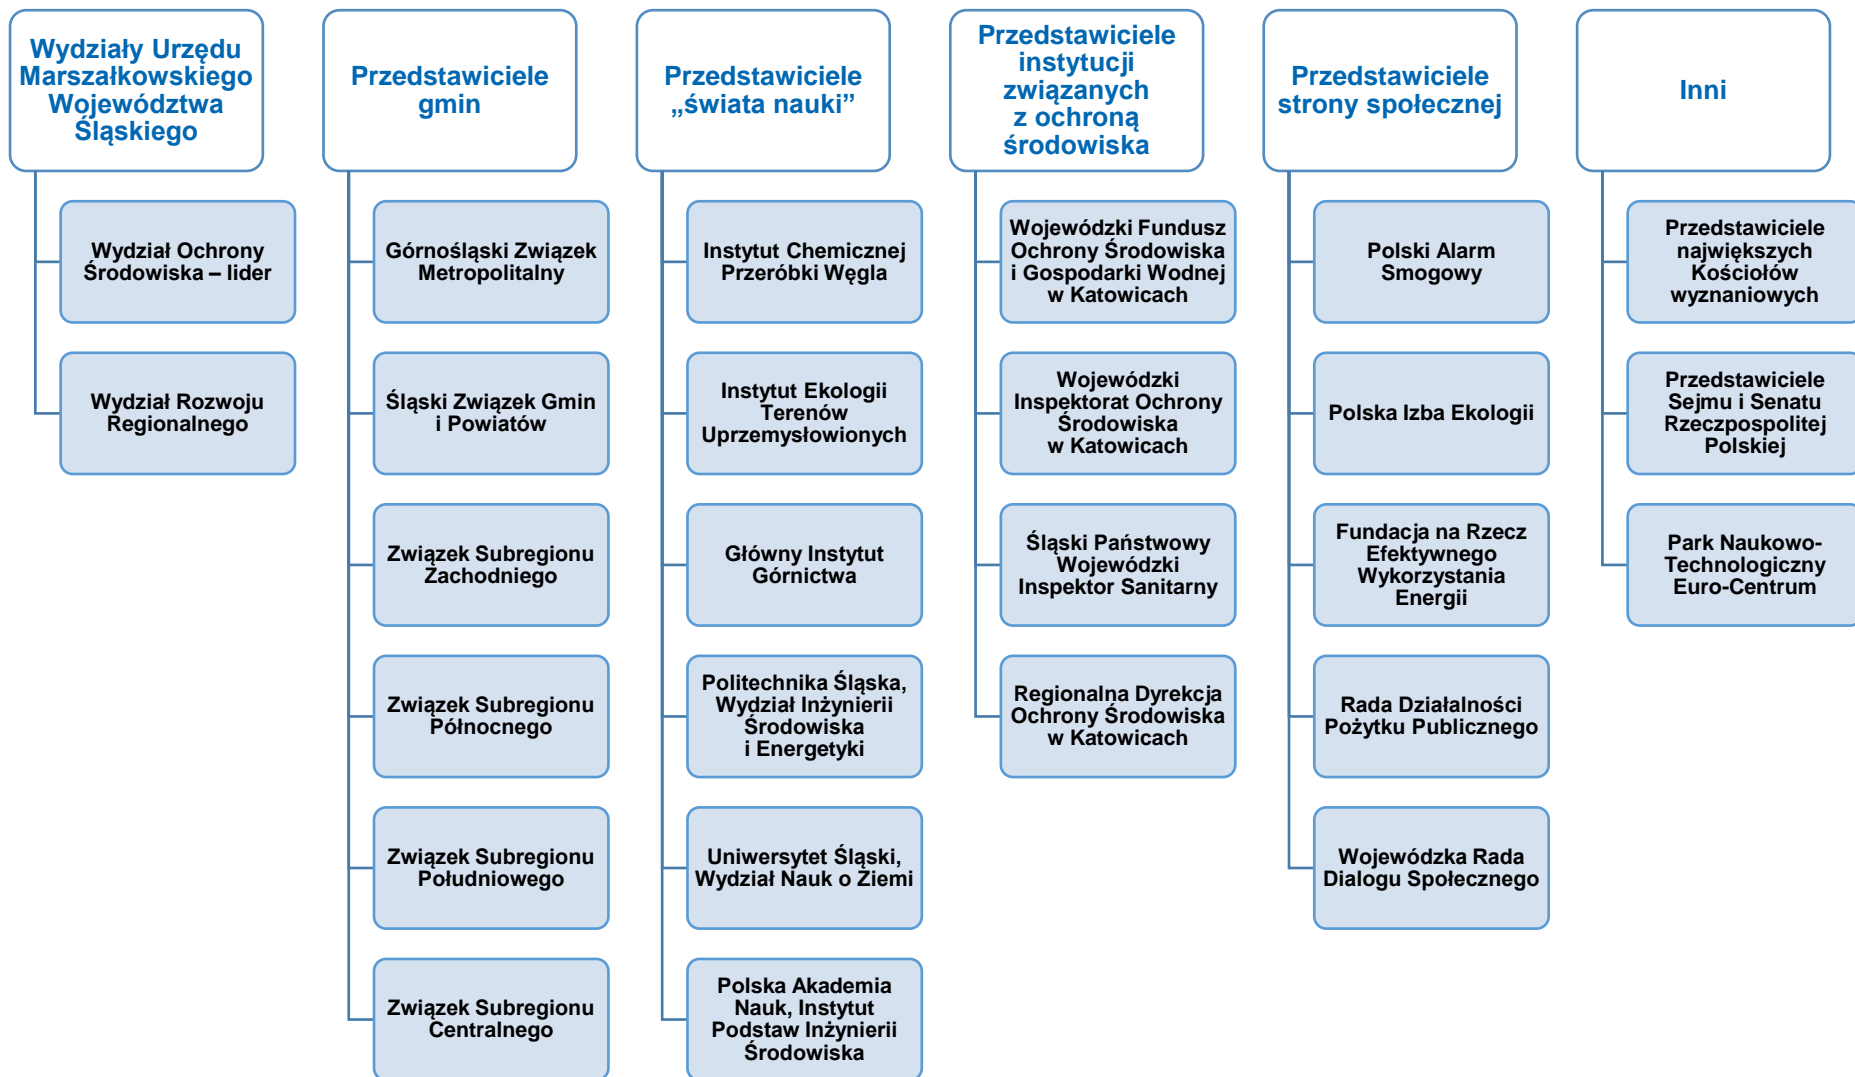 Wydziały Urzędu
Marszałkowskiego
Województwa
Śląskiego
Wydział Ochrony
Środowiska – lider
Wydział Rozwoju
Regionalnego
Przedstawiciele
gmin
Górnośląski Związek
Metropolitalny
Śląski Związek Gmin
i Powiatów
Związek Subregionu
Zachodniego
Związek Subregionu
Północnego
Związek Subregionu
Południowego
Związek Subregionu
Centralnego
Przedstawiciele
„świata nauki”
Instytut Chemicznej
Przeróbki Węgla
Instytut Ekologii
Terenów
Uprzemysłowionych
Główny Instytut
Górnictwa
Politechnika Śląska,
Wydział Inżynierii
Środowiska
i Energetyki
Uniwersytet Śląski,
Wydział Nauk o Ziemi
Polska Akademia
Nauk, Instytut
Podstaw Inżynierii
Środowiska
Przedstawiciele
instytucji
związanych
z ochroną
środowiska
Wojewódzki Fundusz
Ochrony Środowiska
i Gospodarki Wodnej
w Katowicach
Wojewódzki
Inspektorat Ochrony
Środowiska
w Katowicach
Śląski Państwowy
Wojewódzki
Inspektor Sanitarny
Regionalna Dyrekcja
Ochrony Środowiska
w Katowicach
Przedstawiciele
strony społecznej
Polski Alarm
Smogowy
Polska Izba Ekologii
Fundacja na Rzecz
Efektywnego
Wykorzystania
Energii
Rada Działalności
Pożytku Publicznego
Wojewódzka Rada
Dialogu Społecznego
Inni
Przedstawiciele
największych
Kościołów
wyznaniowych
Przedstawiciele
Sejmu i Senatu
Rzeczpospolitej
Polskiej
Park Naukowo-
Technologiczny
Euro-Centrum